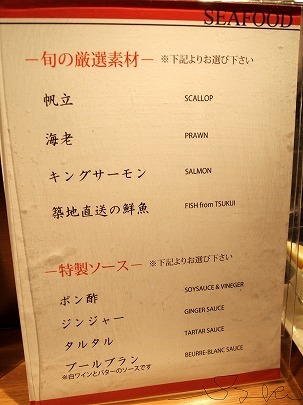 SEAFOOD
－旬の厳選素材－ ※下記よりお選び下さい
帆立 SCALLOP
海老 PRAWN
キングサーモン SALMON
築地直送の鮮魚 FISH from TSUKIJI
－特製ソース－ ※下記よりお選び下さい
ポン酢 SOYSAUCE & VINEGER
ジンジャー GINGER SAUCE
タルタル TARTAR SAUCE
ブールブラン BEURRE-BLANC SAUCE
※白ワインとバターのソースです